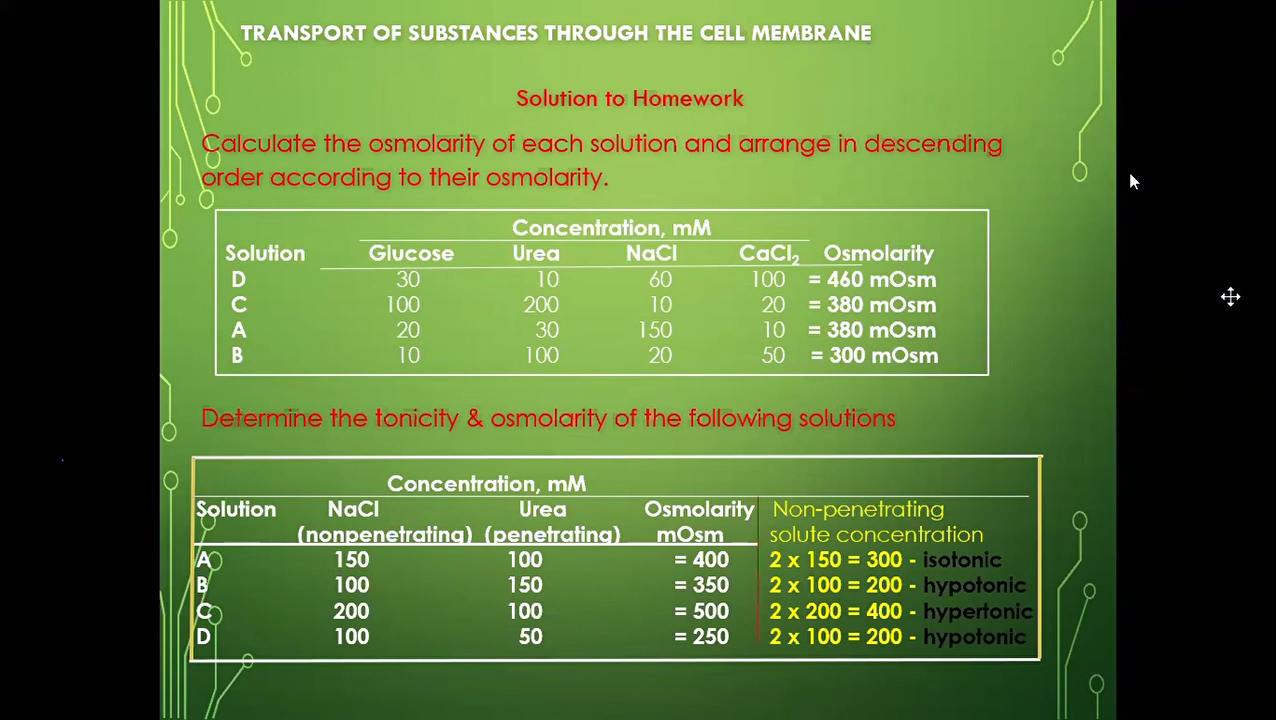 TRANSPORT OF SUBSTANCES THROUGH THE CELL MEMBRANE
Solution to Homework
Calculate the osmolarity of each solution and arrange in descending
order according to their osmolarity.
Concentration, mM
Solution Glucose Urea NaCl CaCl₂ Osmolarity
D 30 10 60 100 = 460 mOsm
C 100 200 10 20 = 380 mOsm
A 20 30 150 10 = 380 mOsm
B 10 100 20 50 = 300 mOsm
Determine the tonicity & osmolarity of the following solutions
Concentration, mM
Solution NaCl Urea Osmolarity Non-penetrating
(nonpenetrating) (penetrating) mOsm solute concentration
A 150 100 = 400 2 x 150 = 300 - isotonic
B 100 150 = 350 2 x 100 = 200 - hypotonic
C 200 100 = 500 2 x 200 = 400 - hypertonic
D 100 50 = 250 2 x 100 = 200 - hypotonic